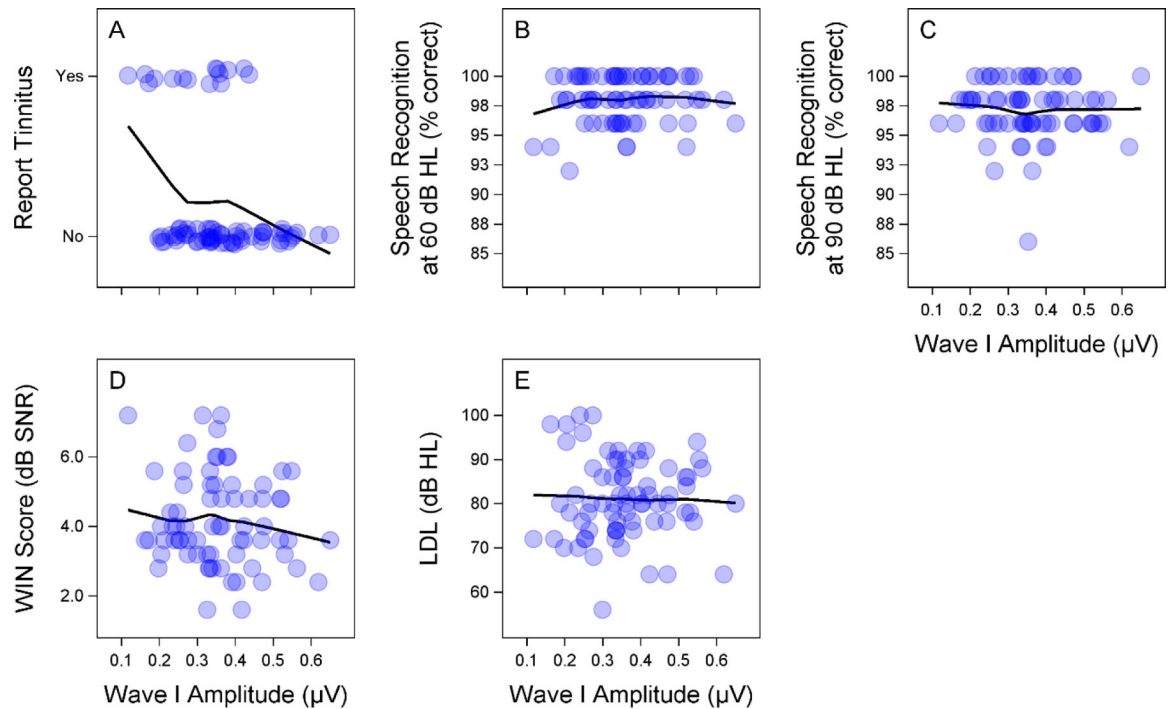 A
Report Tinnitus
Yes
No
B
Speech Recognition
at 60 dB HL (% correct)
100
98
95
93
90
88
85
C
Speech Recognition
at 90 dB HL (% correct)
100
98
95
93
90
88
85
0.1 0.2 0.3 0.4 0.5 0.6
Wave I Amplitude (µV)
D
WIN Score (dB SNR)
6.0
4.0
2.0
0.1 0.2 0.3 0.4 0.5 0.6
Wave I Amplitude (µV)
E
LDL (dB HL)
100
90
80
70
60
0.1 0.2 0.3 0.4 0.5 0.6
Wave I Amplitude (µV)